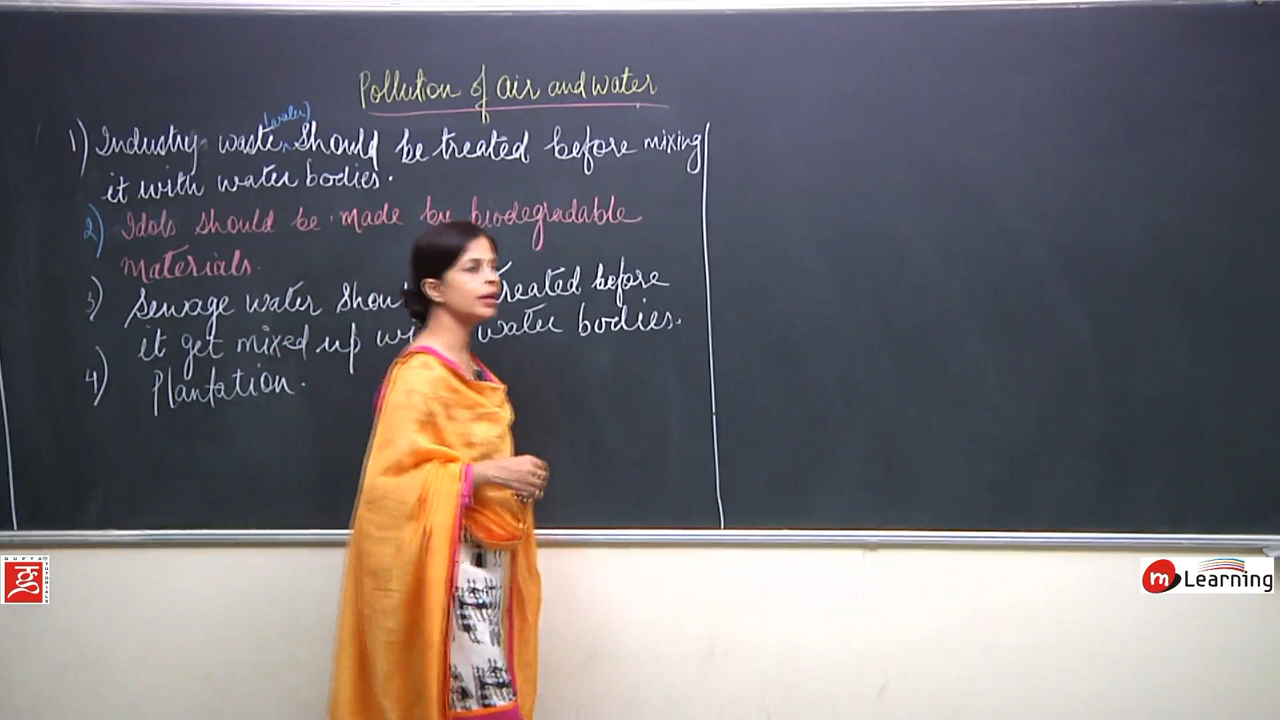 Pollution of air and water
(water)
1) Industry waste should be treated before mixing
it with water bodies.
2) Idols should be made by biodegradable
materials.
3) Sewage water treated before
it get mixed up water bodies.
4) Plantation.
GUPTA
TUTORIALS
m Learning